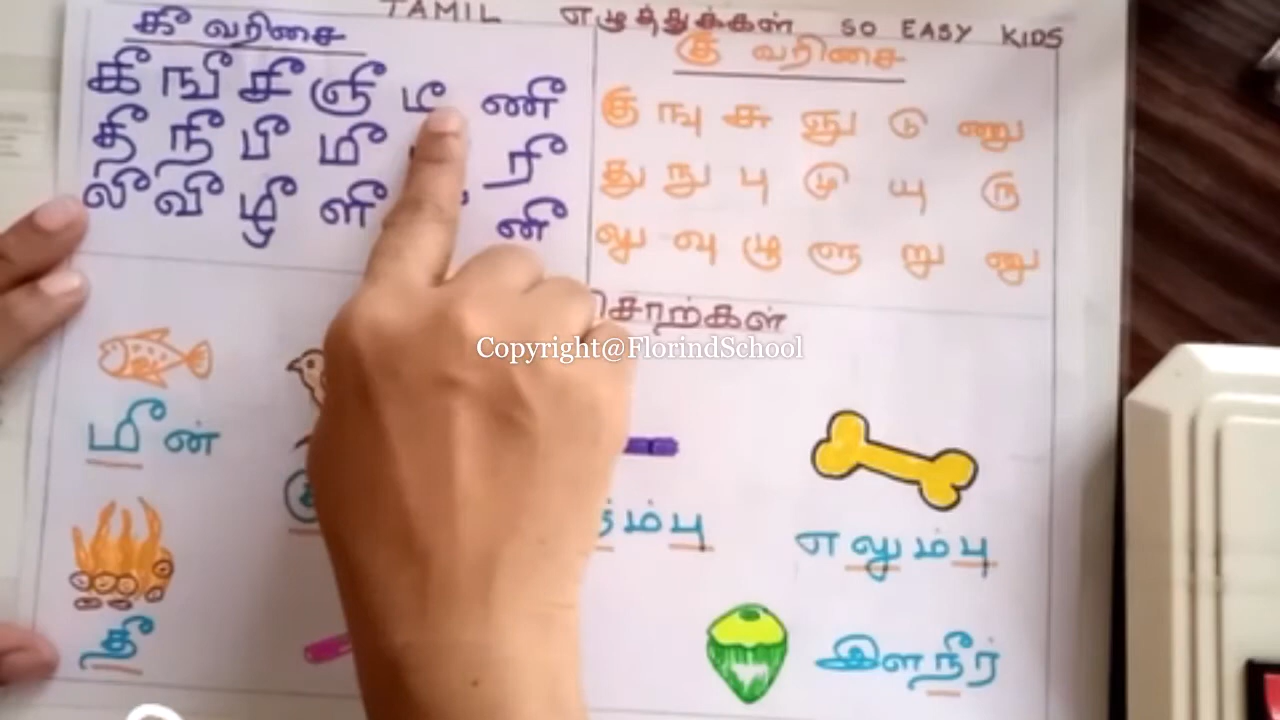 TAMIL எழுத்துக்கள் SO EASY KIDS
கீ வரிசை
கீ ஙீ சீ ஞீ டீ ணீ
தீ நீ பீ மீ ரீ
லீ வீ ழீ ளீ னீ
கு வரிசை
கு ஙு சு ஞு டு ணு
து நு பு மு யு ரு
லு வு ழு ளு று னு
சொற்கள்
Copyright@FlorindSchool
மீன்
எலும்பு
தீ
இளநீர்